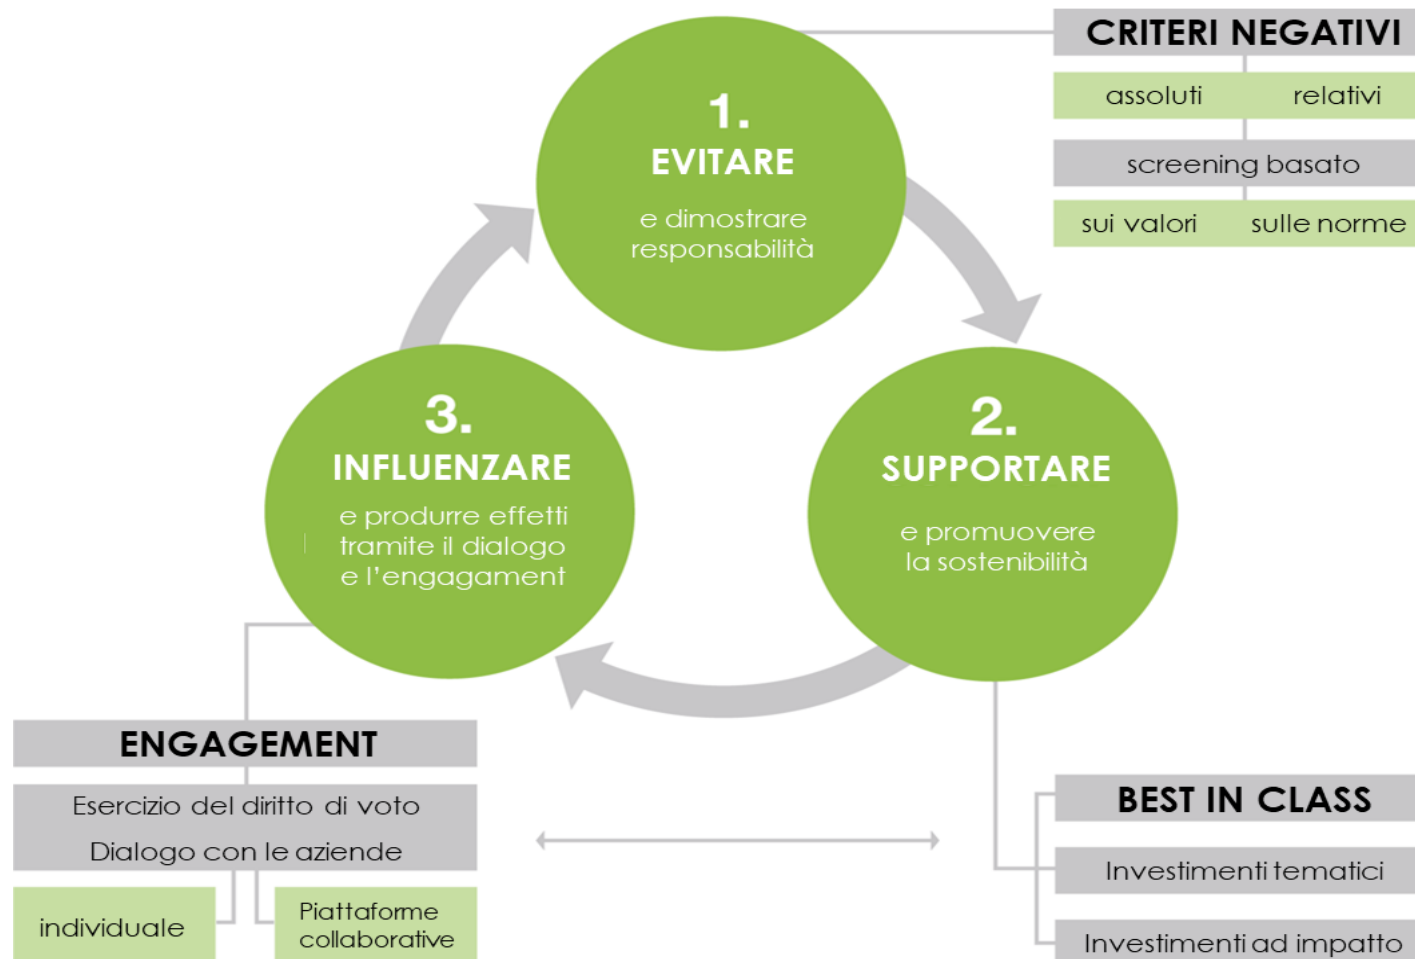 1.
EVITARE
e dimostrare
responsabilità
CRITERI NEGATIVI
assoluti relativi
screening basato
sui valori sulle norme
2.
SUPPORTARE
e promuovere
la sostenibilità
BEST IN CLASS
Investimenti tematici
Investimenti ad impatto
3.
INFLUENZARE
e produrre effetti
tramite il dialogo
e l’engagament
ENGAGEMENT
Esercizio del diritto di voto
Dialogo con le aziende
individuale
Piattaforme
collaborative